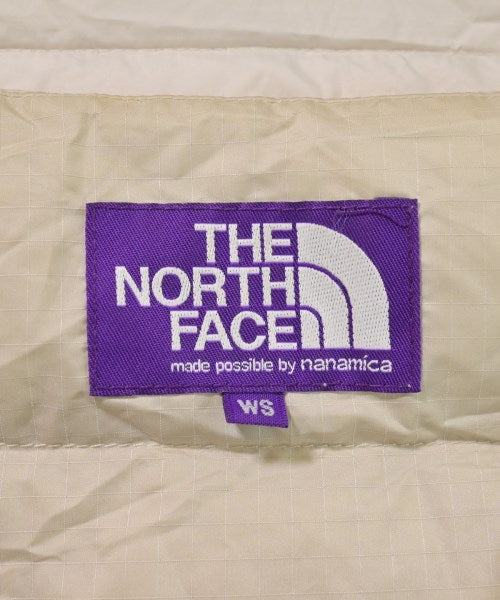 THE
NORTH
FACE
made possible by nanamica
WS